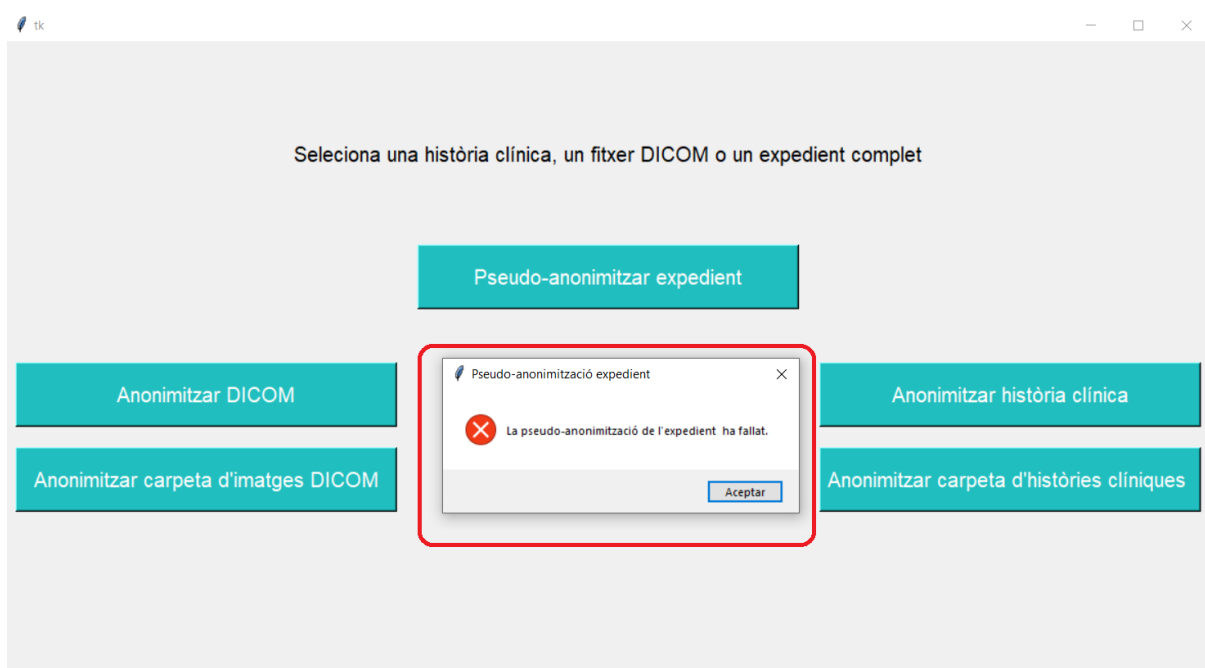 tk
Seleciona una història clínica, un fitxer DICOM o un expedient complet
Pseudo-anonimitzar expedient
Anonimitzar DICOM
Pseudo-anonimització expedient
Anonimitzar història clínica
La pseudo-anonimització de l'expedient  ha fallat.
Anonimitzar carpeta d'imatges DICOM
Aceptar
Anonimitzar carpeta d'històries clíniques